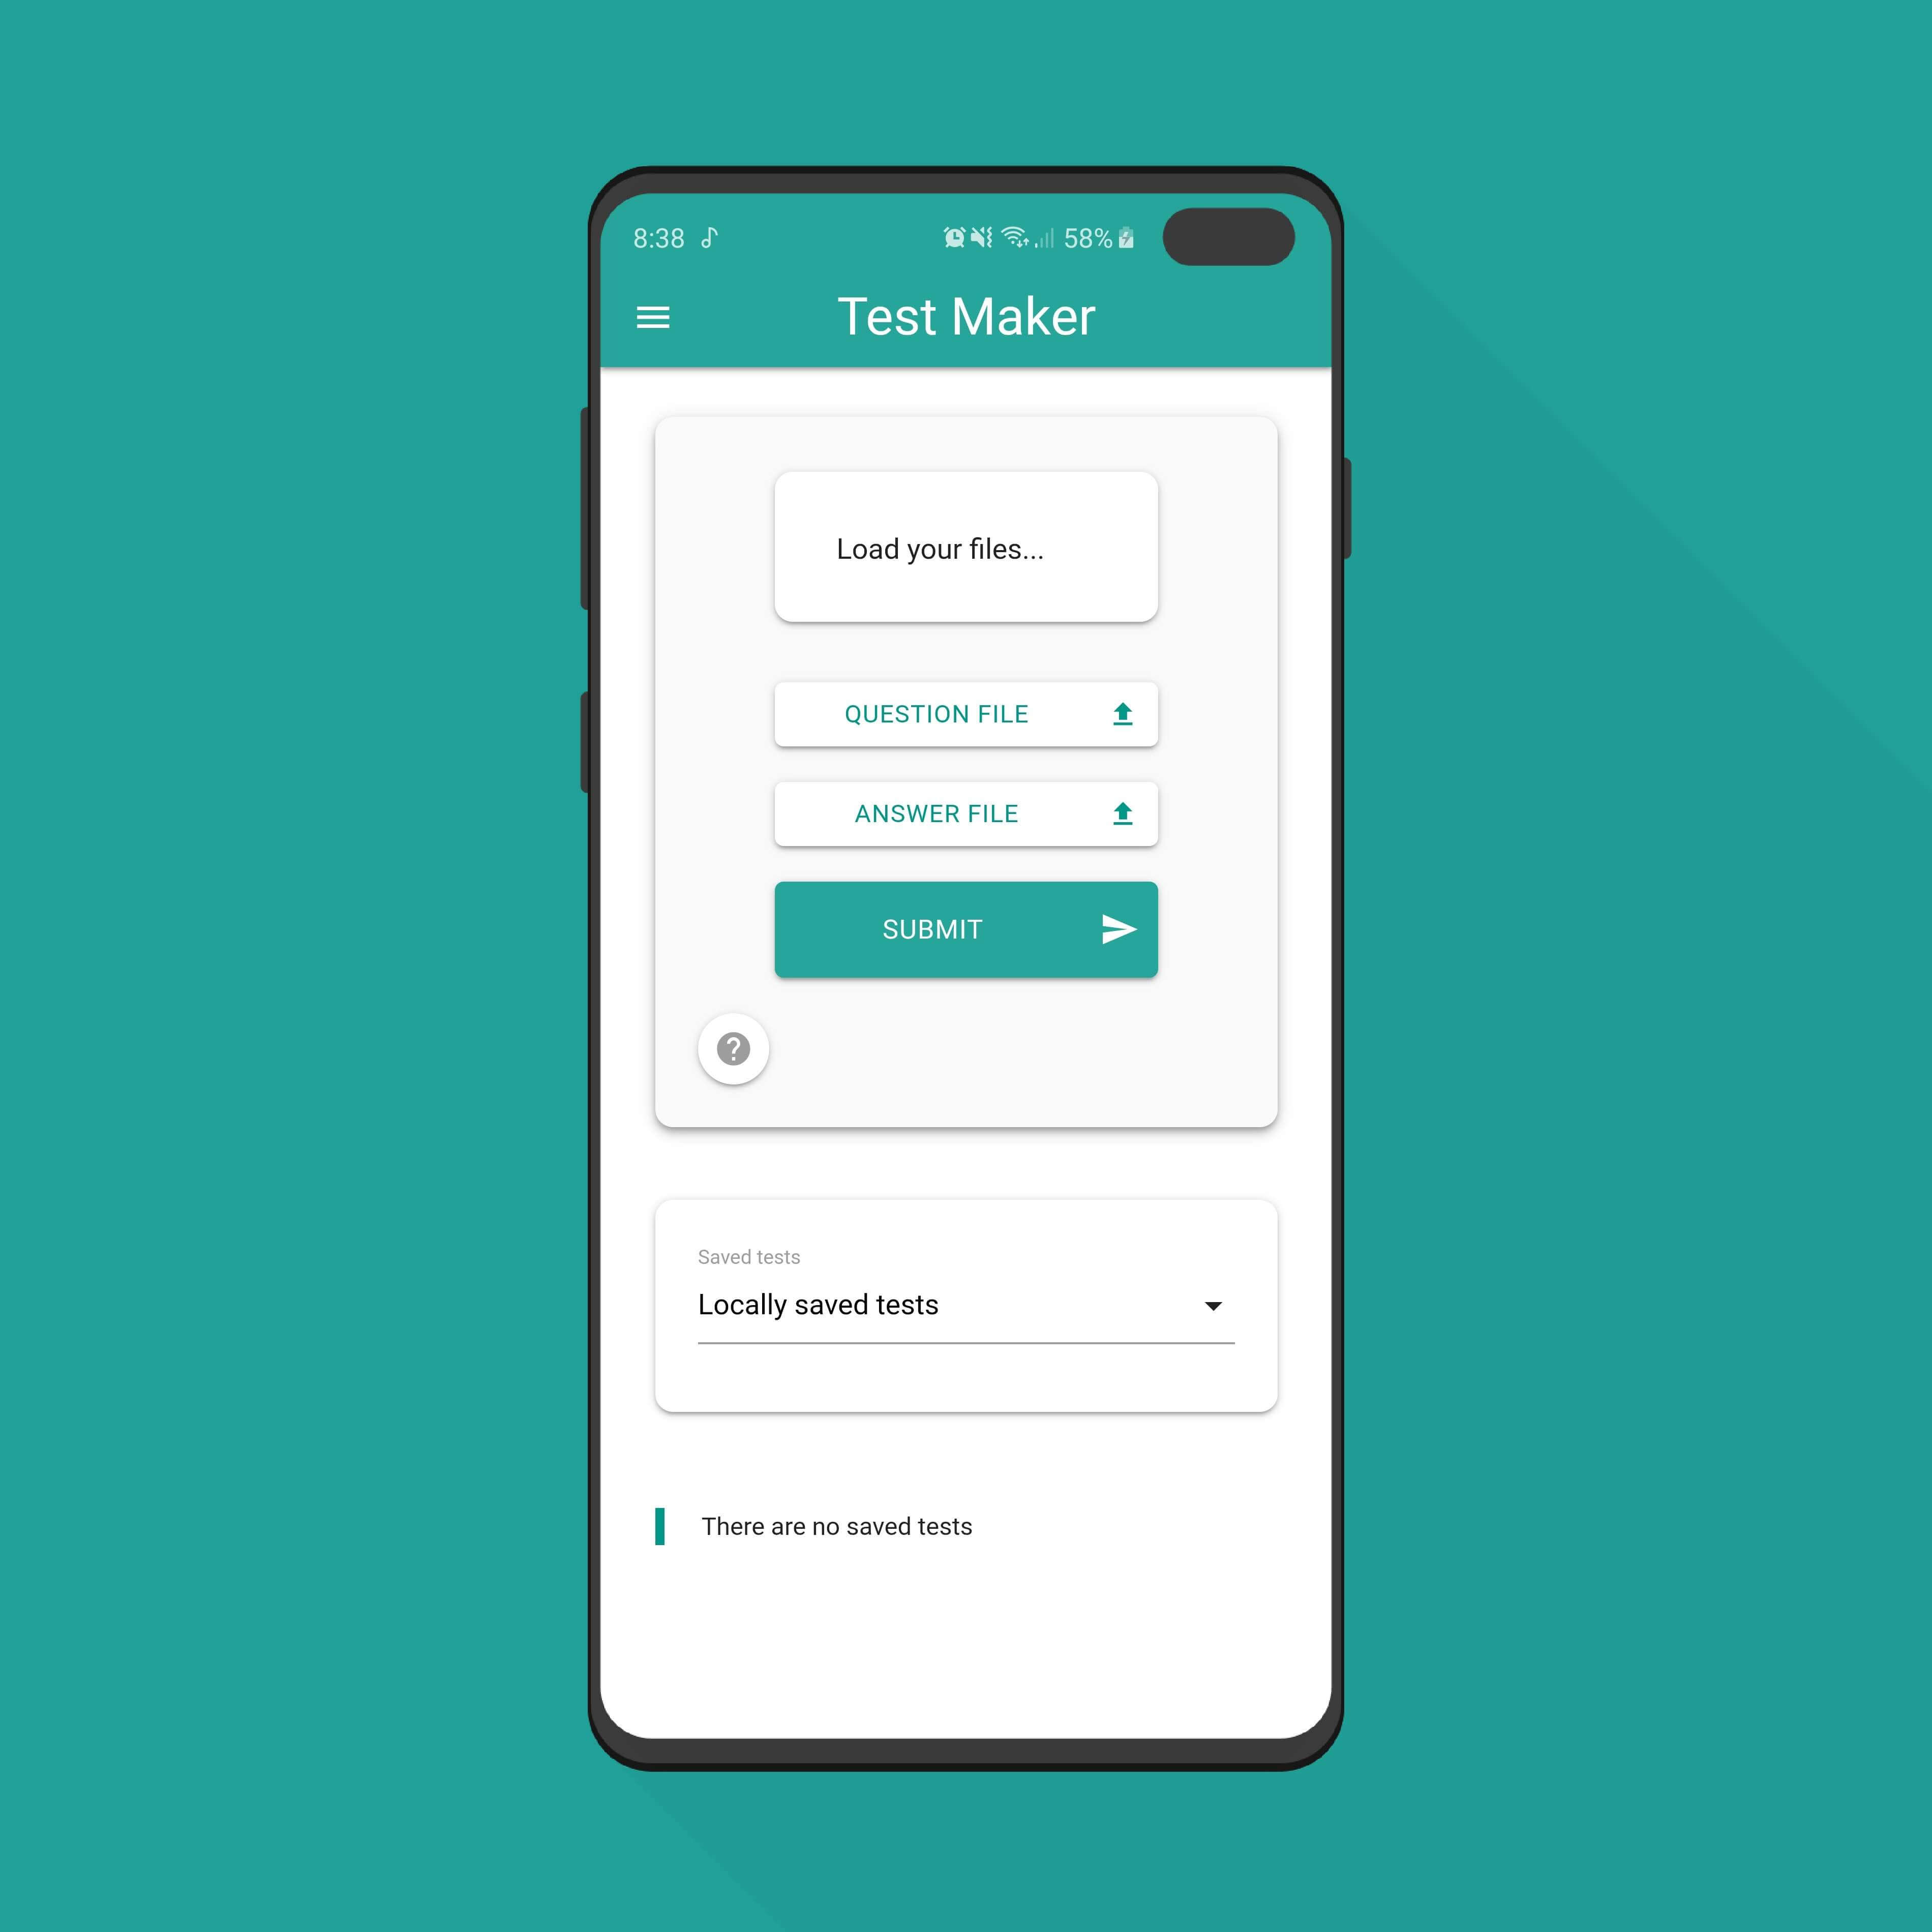 8:38 58%
Test Maker
Load your files...
QUESTION FILE
ANSWER FILE
SUBMIT
?
Saved tests
Locally saved tests
There are no saved tests